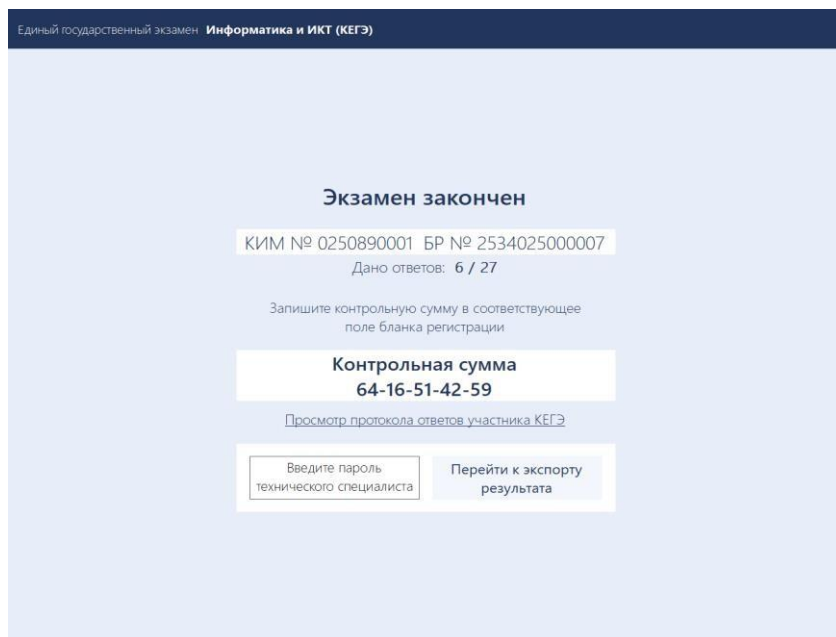 Единый государственный экзамен Информатика и ИКТ (КЕГЭ)
Экзамен закончен
КИМ № 0250890001 БР № 2534025000007
Дано ответов: 6 / 27
Запишите контрольную сумму в соответствующее
поле бланка регистрации
Контрольная сумма
64-16-51-42-59
Просмотр протокола ответов участника КЕГЭ
Введите пароль
технического специалиста
Перейти к экспорту
результата